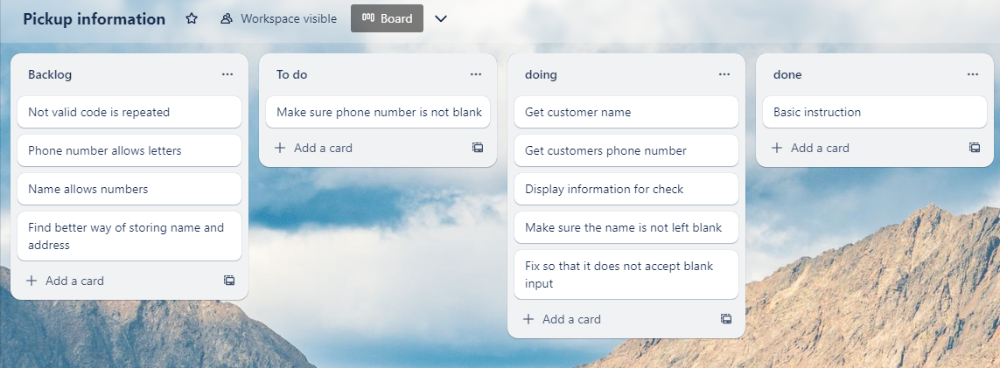 Pickup information
Workspace visible
Board
Backlog
Not valid code is repeated
Phone number allows letters
Name allows numbers
Find better way of storing name and
address
Add a card
To do
Make sure phone number is not blank
Add a card
doing
Get customer name
Get customers phone number
Display information for check
Make sure the name is not left blank
Fix so that it does not accept blank
input
Add a card
done
Basic instruction
Add a card